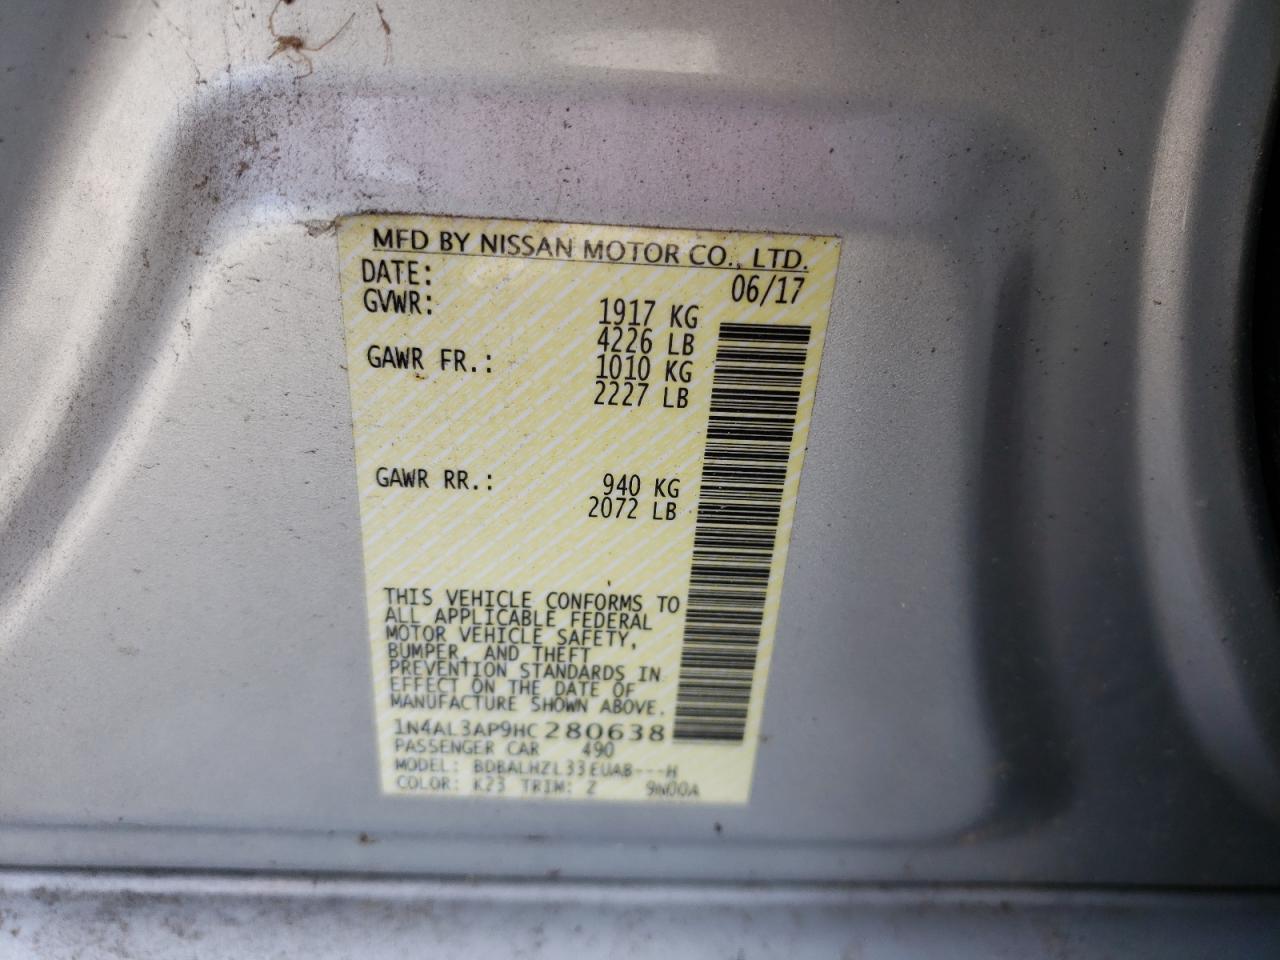 MFD BY NISSAN MOTOR CO., LTD.
DATE: 06/17
GVWR: 1917 KG
4226 LB
GAWR FR.: 1010 KG
2227 LB
GAWR RR.: 940 KG
2072 LB
THIS VEHICLE CONFORMS TO
ALL APPLICABLE FEDERAL
MOTOR VEHICLE SAFETY,
BUMPER, AND THEFT
PREVENTION STANDARDS IN
EFFECT ON THE DATE OF
MANUFACTURE SHOWN ABOVE.
1N4AL3AP9HC280638
PASSENGER CAR 490
MODEL: BDBALHZL33EUAB---H
COLOR: K23 TRIM: Z 9N00A